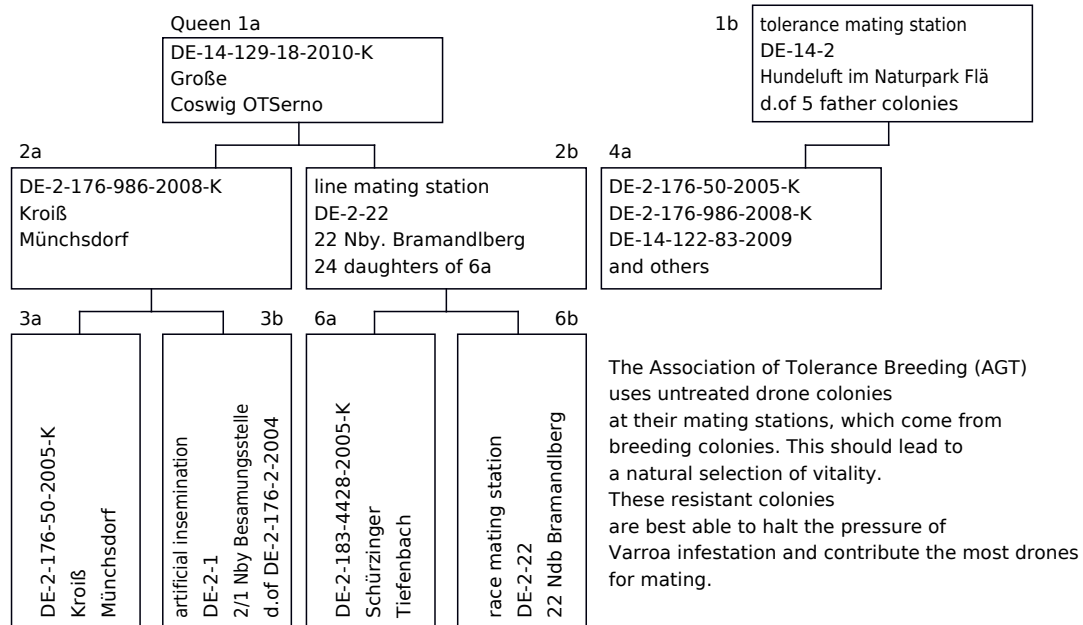 Queen 1a
DE-14-129-18-2010-K
Große
Coswig OTSerno
1b
tolerance mating station
DE-14-2
Hundeluft im Naturpark Flä
d.of 5 father colonies
2a
DE-2-176-986-2008-K
Kroiß
Münchsdorf
2b
line mating station
DE-2-22
22 Nby. Bramandlberg
24 daughters of 6a
4a
DE-2-176-50-2005-K
DE-2-176-986-2008-K
DE-14-122-83-2009
and others
3a
DE-2-176-50-2005-K
Kroiß
Münchsdorf
3b
artificial insemination
DE-2-1
2/1 Nby Besamungsstelle
d.of DE-2-176-2-2004
6a
DE-2-183-4428-2005-K
Schürzinger
Tiefenbach
6b
race mating station
DE-2-22
22 Ndb Bramandlberg
The Association of Tolerance Breeding (AGT)
uses untreated drone colonies
at their mating stations, which come from
breeding colonies. This should lead to
a natural selection of vitality.
These resistant colonies
are best able to halt the pressure of
Varroa infestation and contribute the most drones
for mating.